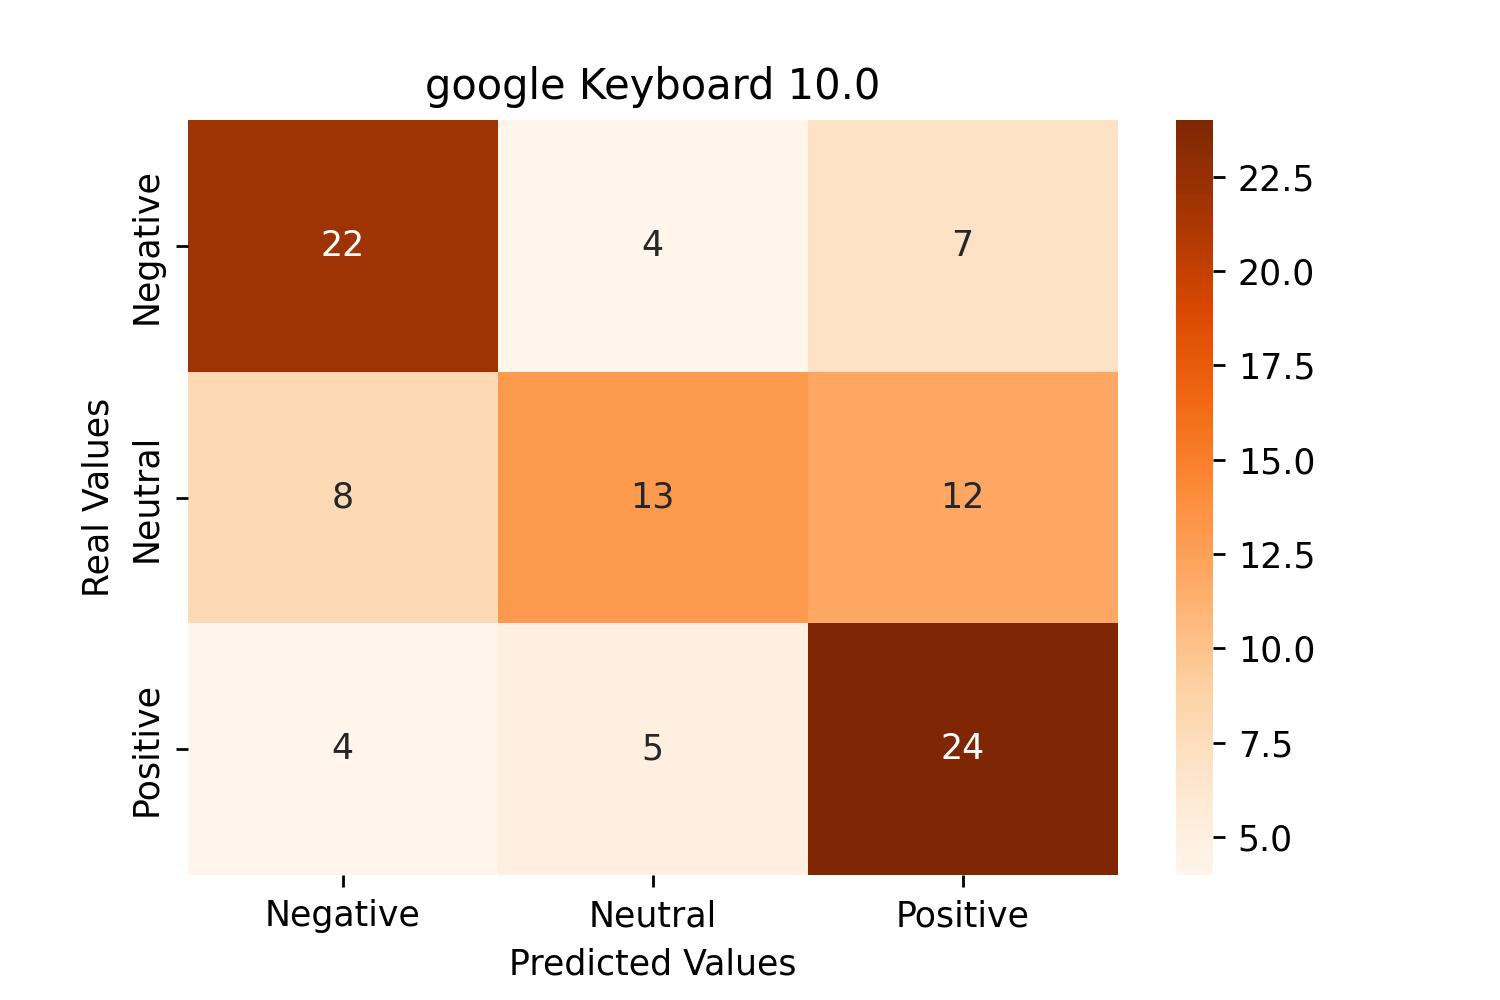 google Keyboard 10.0
Real Values
Negative
22
4
7
Neutral
8
13
12
Positive
4
5
24
Negative
Neutral
Positive
Predicted Values
22.5
20.0
17.5
15.0
12.5
10.0
7.5
5.0